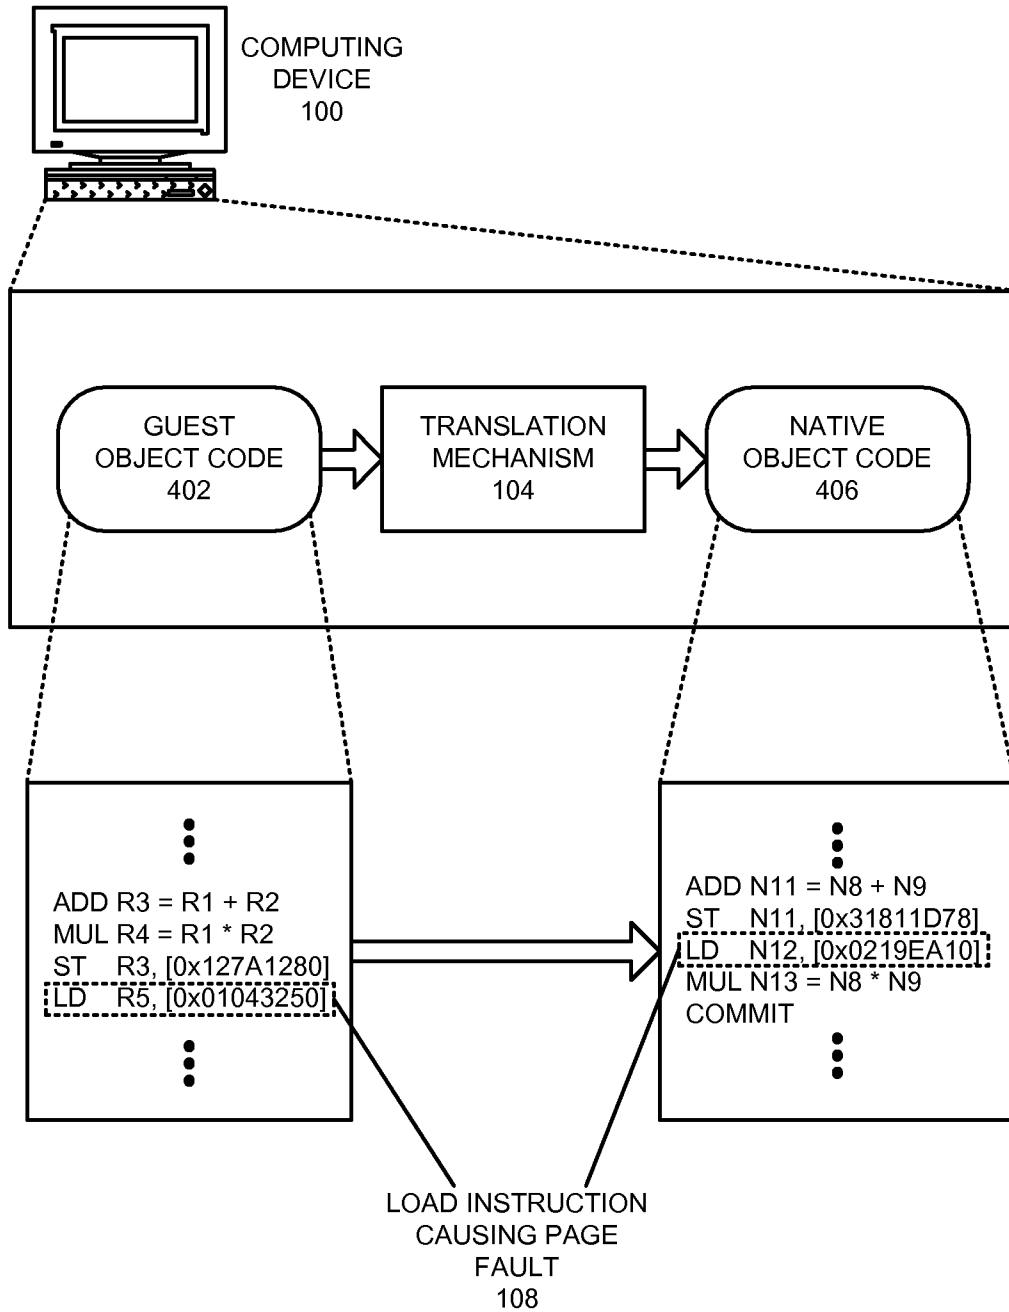 COMPUTING
DEVICE
100
GUEST
OBJECT CODE
402
TRANSLATION
MECHANISM
104
NATIVE
OBJECT CODE
406
ADD R3 = R1 + R2
MUL R4 = R1 * R2
ST R3, [0x127A1280]
LD R5, [0x01043250]
ADD N11 = N8 + N9
ST N11, [0x31811D78]
LD N12, [0x0219EA10]
MUL N13 = N8 * N9
COMMIT
LOAD INSTRUCTION
CAUSING PAGE
FAULT
108